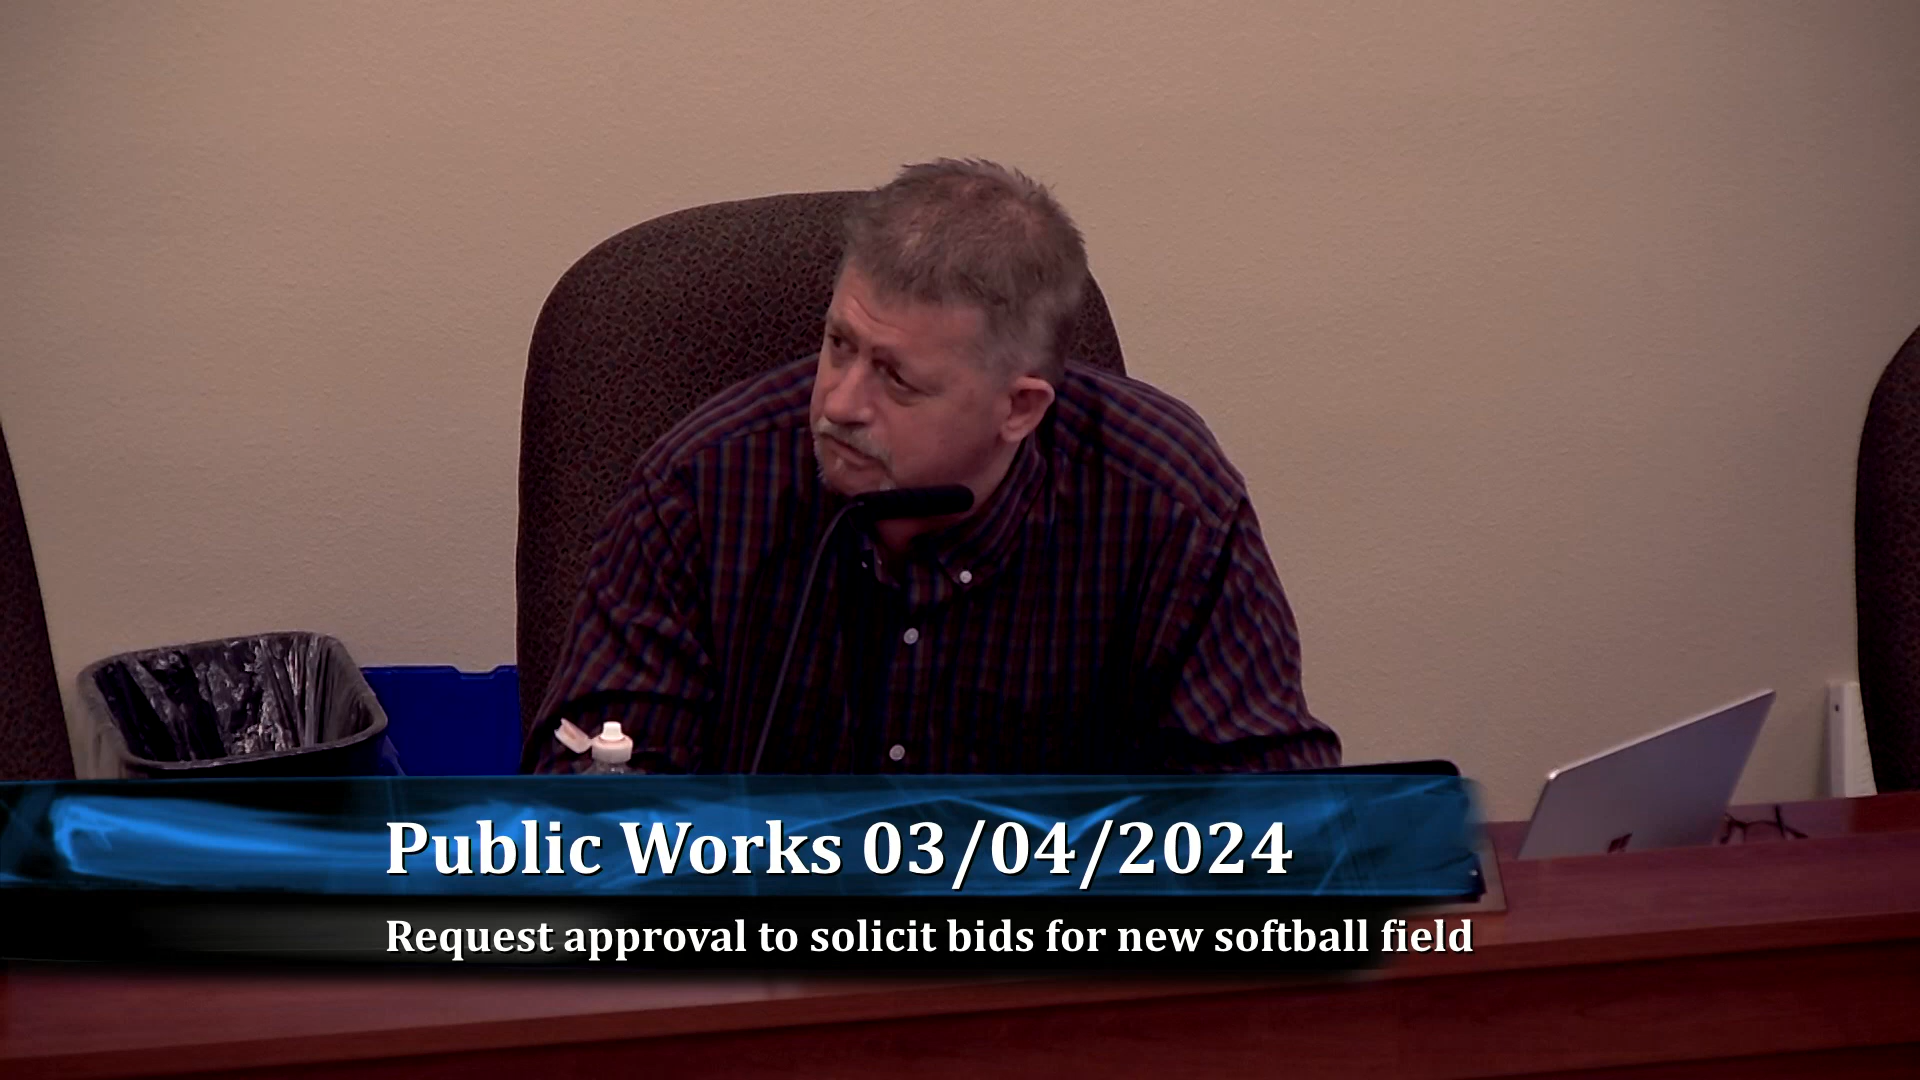 Public Works 03/04/2024
Request approval to solicit bids for new softball field